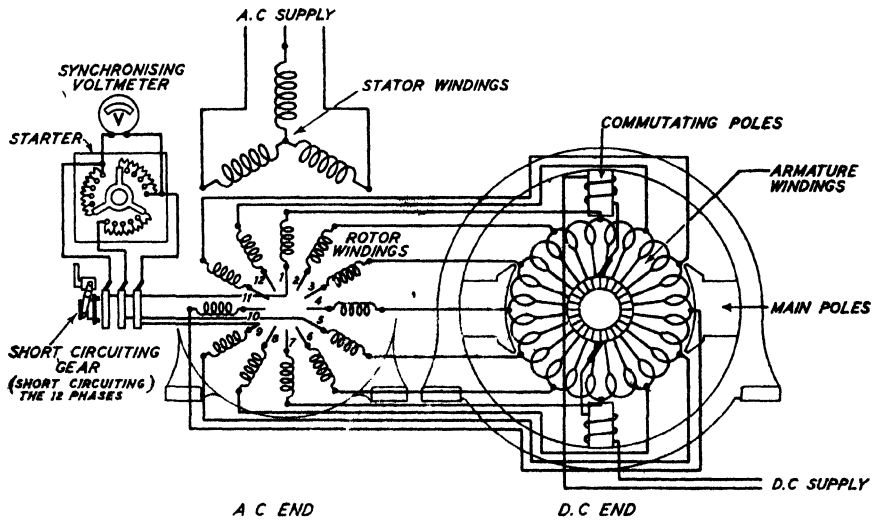 A.C SUPPLY
SYNCHRONISING
VOLTMETER
V
STARTER
STATOR WINDINGS
COMMUTATING POLES
ARMATURE
WINDINGS
ROTOR
WINDINGS
12
1
2
3
4
5
6
7
8
9
10
11
MAIN POLES
SHORT CIRCUITING
GEAR
(SHORT CIRCUITING)
THE 12 PHASES
D.C SUPPLY
A C END
D.C END